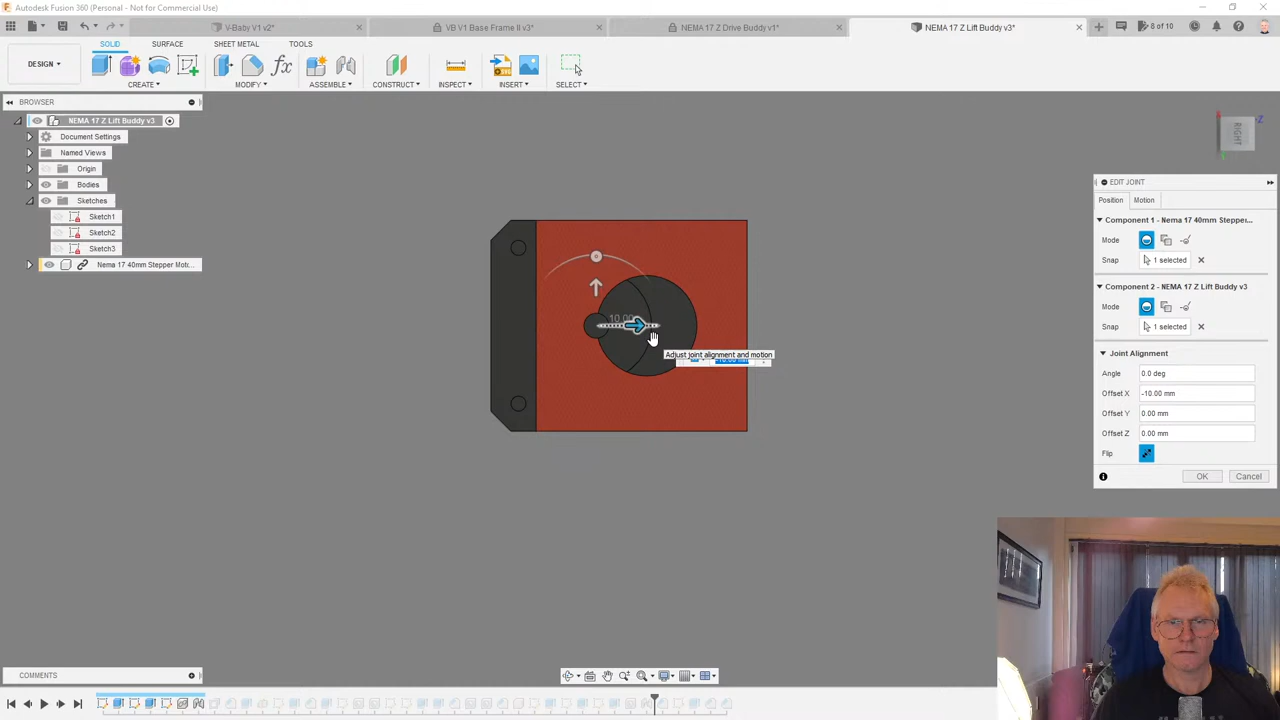 Autodesk Fusion 360 (Personal - Not for Commercial Use)
V-Baby V1 v2*
VB V1 Base Frame II v3*
NEMA 17 Z Drive Buddy v1*
NEMA 17 Z Lift Buddy v3*
8 of 10
SOLID
SURFACE
SHEET METAL
TOOLS
DESIGN
CREATE
MODIFY
ASSEMBLE
CONSTRUCT
INSPECT
INSERT
SELECT
BROWSER
NEMA 17 Z Lift Buddy v3
Document Settings
Named Views
Origin
Bodies
Sketches
Sketch1
Sketch2
Sketch3
Nema 17 40mm Stepper Moto...
RIGHT
Z
10.00
Adjust joint alignment and motion
EDIT JOINT
Position
Motion
Component 1 - Nema 17 40mm Stepper...
Mode
Snap
1 selected
Component 2 - NEMA 17 Z Lift Buddy v3
Mode
Snap
1 selected
Joint Alignment
Angle
0.0 deg
Offset X
-10.00 mm
Offset Y
0.00 mm
Offset Z
0.00 mm
Flip
OK
Cancel
COMMENTS